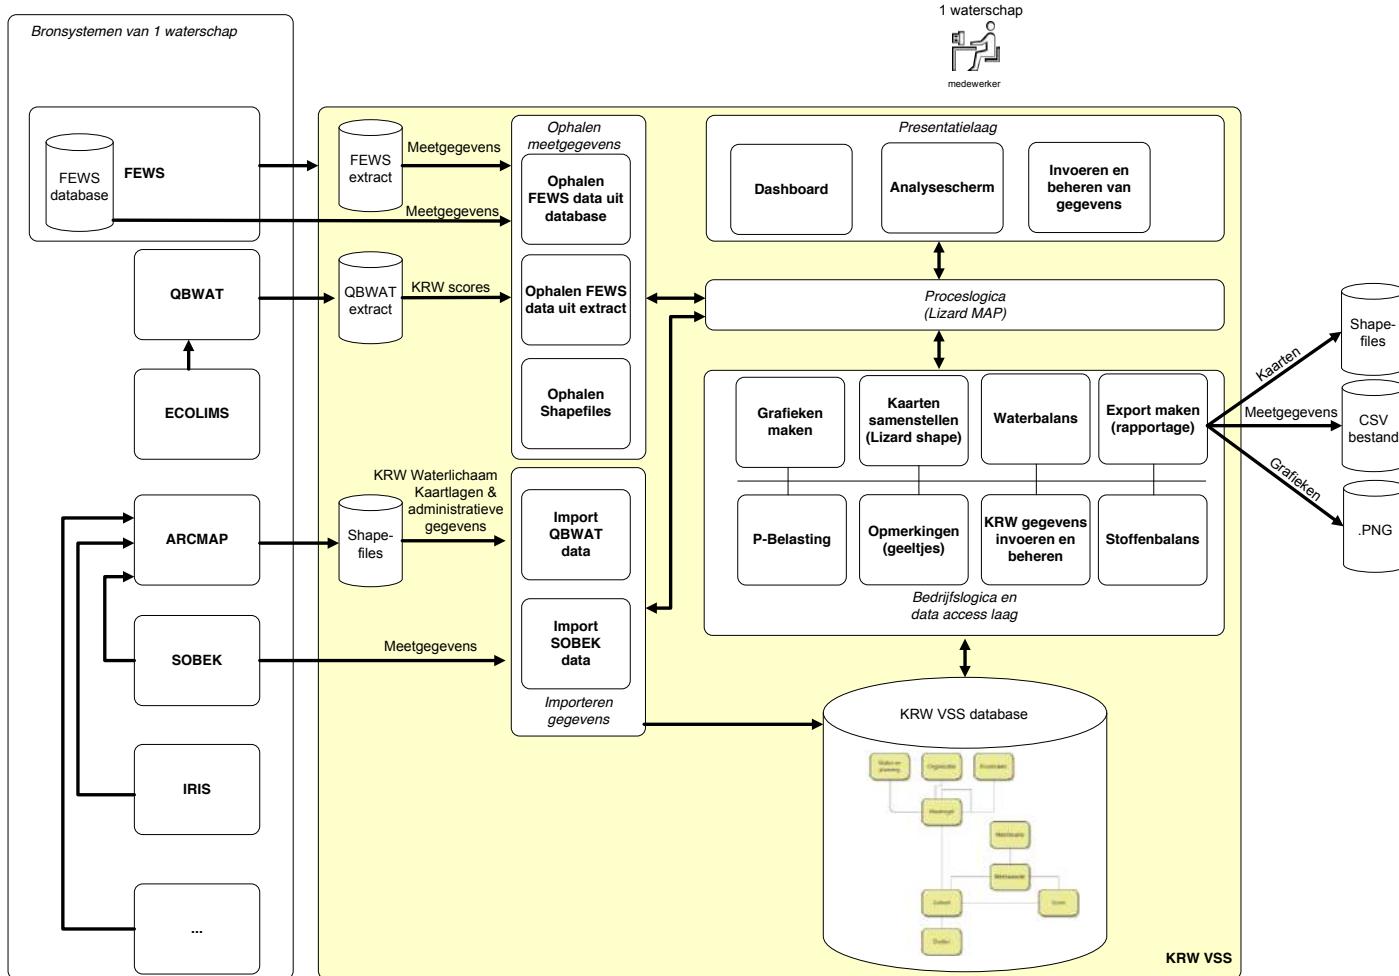 1 waterschap
medewerker
Bronsystemen van 1 waterschap
FEWS
database
FEWS
QBWAT
ECOLIMS
ARCMAP
SOBEK
IRIS
...
FEWS
extract
Meetgegevens
Meetgegevens
QBWAT
extract
KRW scores
KRW Waterlichaam
Kaartlagen &
administratieve
gegevens
Shape-
files
Meetgegevens
Ophalen
meetgegevens
Ophalen
FEWS data uit
database
Ophalen FEWS
data uit extract
Ophalen
Shapefiles
Import
QBWAT
data
Import
SOBEK
data
Importeren
gegevens
Presentatielaag
Dashboard
Analysescherm
Invoeren en
beheren van
gegevens
Proceslogica
(Lizard MAP)
Grafieken
maken
Kaarten
samenstellen
(Lizard shape)
Waterbalans
Export maken
(rapportage)
P-Belasting
Opmerkingen
(geeltjes)
KRW gegevens
invoeren en
beheren
Stoffenbalans
Bedrijfslogica en
data access laag
KRW VSS database
Organisatie
Maatregel
KRW VSS
Kaarten
Meetgegevens
Grafieken
Shape-
files
CSV
bestand
.PNG